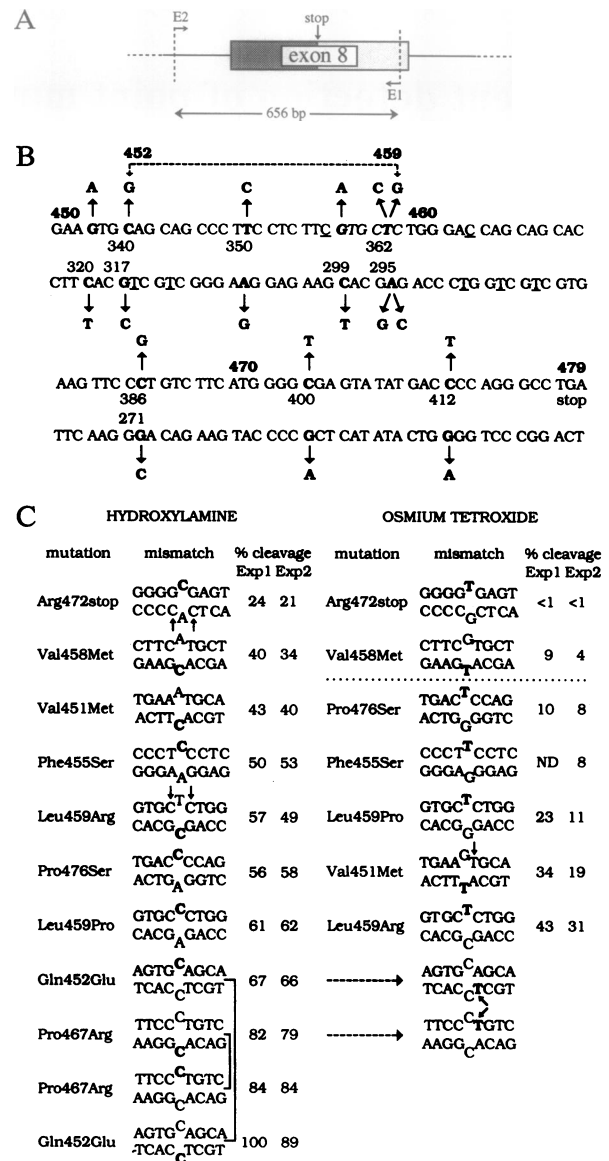 A
E2 stop
exon 8
E1
656 bp
B
452 459
A G C A C G
450 460
GAA GTG CAG CAG CCC TTC CTC TTC GTG CTC TGG GAC CAG CAG CAC
340 350 362
CTT CAC GTC GTC GGG AAG GAG AAG CAC GAG ACC CTG GTC GTC GTG
320 317 299 295
T C G T G C
G T T
470 479
AAG TTC CCT GTC TTC ATG GGG CGA GTA TAT GAC CCC AGG GCC TGA
386 400 412 stop
271
TTC AAG GGA CAG AAG TAC CCC GCT CAT ATA CTG GGG TCC CGG ACT
C A A
C
HYDROXYLAMINE OSMIUM TETROXIDE
mutation mismatch % cleavage mutation mismatch % cleavage
Exp1 Exp2 Exp1 Exp2
GGGGCGAGT GGGGTGAGT
Arg472stop 24 21 Arg472stop <1 <1
CCCCACTCA CCCCGCTCA
CTTCATGCT CTTCGTGCT
Val458Met 40 34 Val458Met 9 4
GAAGCACGA GAAGTACGA
TGAAATGCA TGACTCCAG
Val451Met 43 40 Pro476Ser 10 8
ACTTCACGT ACTGGGGTC
CCCTCCCTC CCCTTCCTC
Phe455Ser 50 53 Phe455Ser ND 8
GGGAAGGAG GGGAGGGAG
GTGCTCTGG GTGCTCTGG
Leu459Arg 57 49 Leu459Pro 23 11
CACGCGACC CACGGGACC
TGACCCCAG TGAAGTGCA
Pro476Ser 56 58 Val451Met 34 19
ACTGAGGTC ACTTTACGT
GTGCCCTGG GTGCTCTGG
Leu459Pro 61 62 Leu459Arg 43 31
CACGAGACC CACGCGACC
AGTGCAGCA AGTGCAGCA
Gln452Glu 67 66
TCACCTCGT TCACCTCGT
TTCCCTGTC TTCCCTGTC
Pro467Arg 82 79
AAGGCACAG AAGGCACAG
TTCCCTGTC
Pro467Arg 84 84
AAGGCACAG
AGTGCAGCA
Gln452Glu 100 89
TCACCTCGT